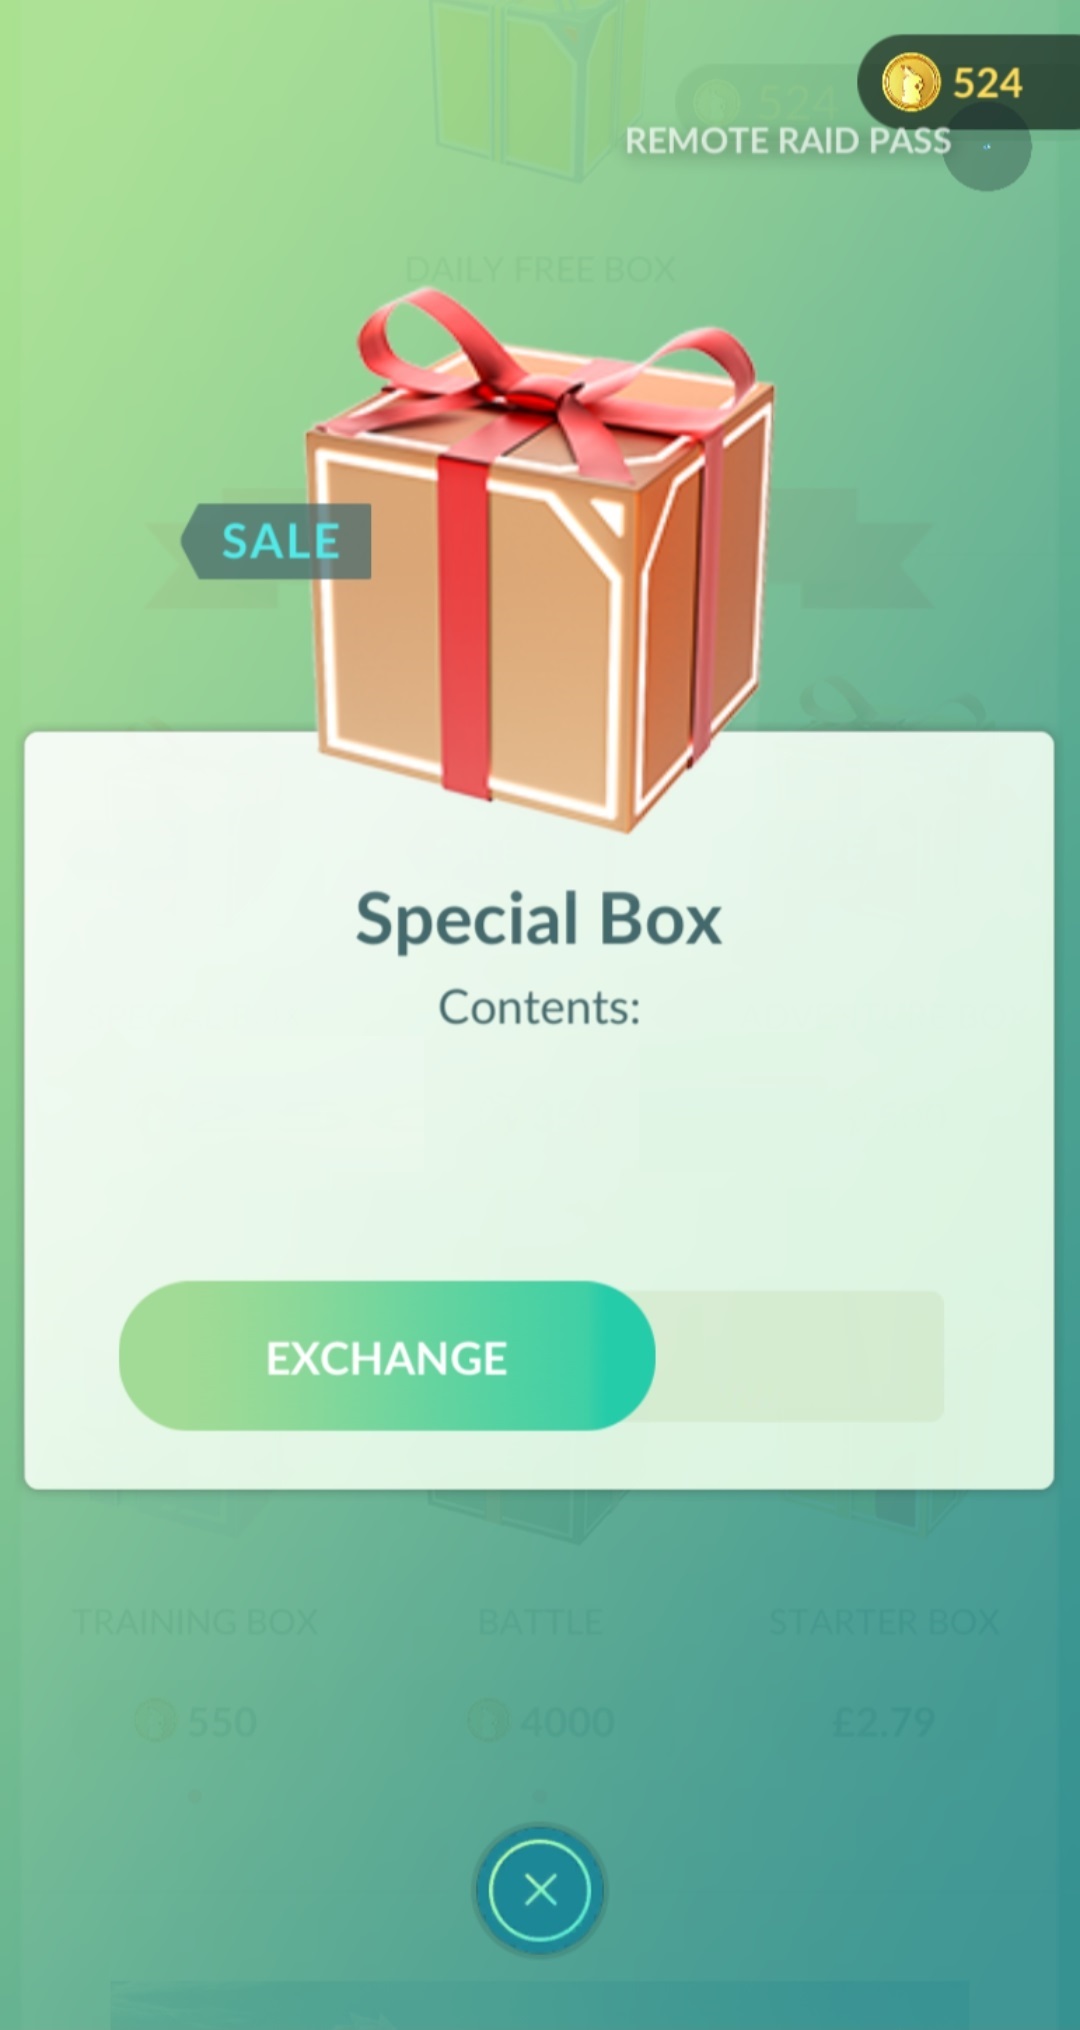 524
524
REMOTE RAID PASS
DAILY FREE BOX
SALE
Special Box
Contents:
EXCHANGE
TRAINING BOX
BATTLE
STARTER BOX
550
4000
£2.79